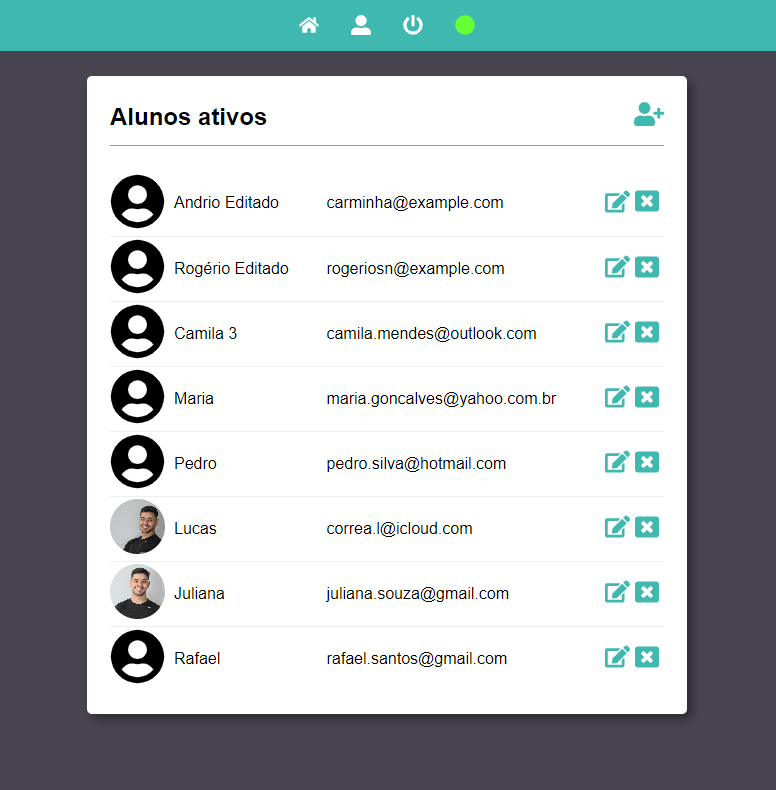 Alunos ativos
Andrio Editado carminha@example.com
Rogério Editado rogeriosn@example.com
Camila 3 camila.mendes@outlook.com
Maria maria.goncalves@yahoo.com.br
Pedro pedro.silva@hotmail.com
Lucas correa.l@icloud.com
Juliana juliana.souza@gmail.com
Rafael rafael.santos@gmail.com